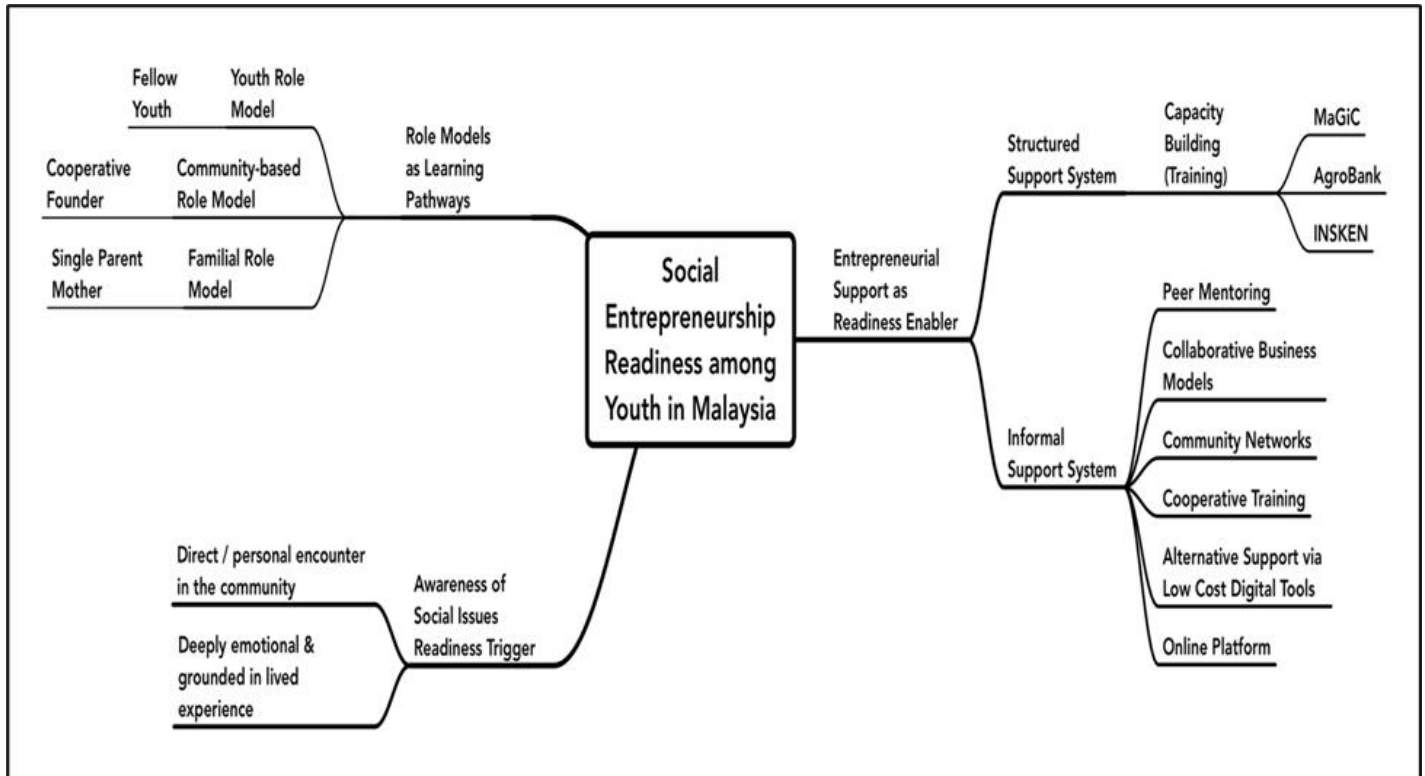 Social
Entrepreneurship
Readiness among
Youth in Malaysia
Role Models
as Learning
Pathways
Youth Role
Model
Fellow
Youth
Community-based
Role Model
Cooperative
Founder
Familial Role
Model
Single Parent
Mother
Awareness of
Social Issues
Readiness Trigger
Direct / personal encounter
in the community
Deeply emotional &
grounded in lived
experience
Entrepreneurial
Support as
Readiness Enabler
Structured
Support System
Capacity
Building
(Training)
MaGiC
AgroBank
INSKEN
Informal
Support System
Peer Mentoring
Collaborative Business
Models
Community Networks
Cooperative Training
Alternative Support via
Low Cost Digital Tools
Online Platform